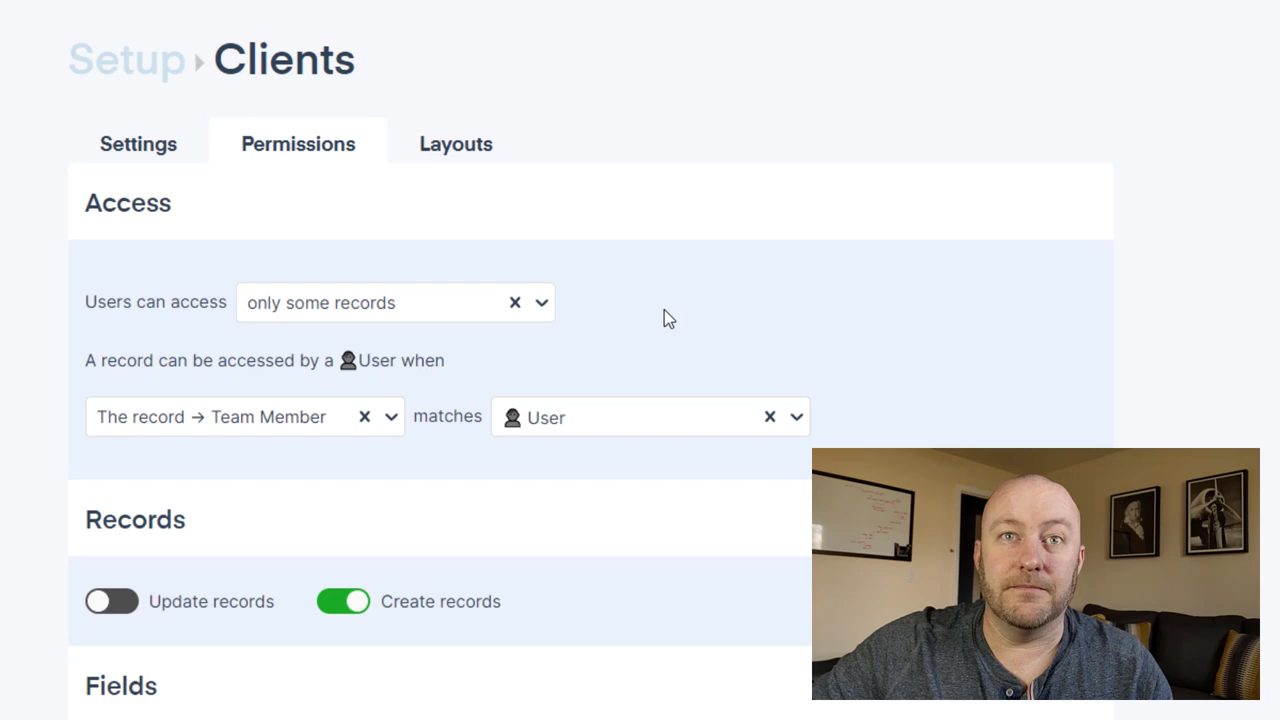 Setup › Clients
Settings Permissions Layouts
Access
Users can access only some records
A record can be accessed by a User when
The record → Team Member matches User
Records
Update records Create records
Fields